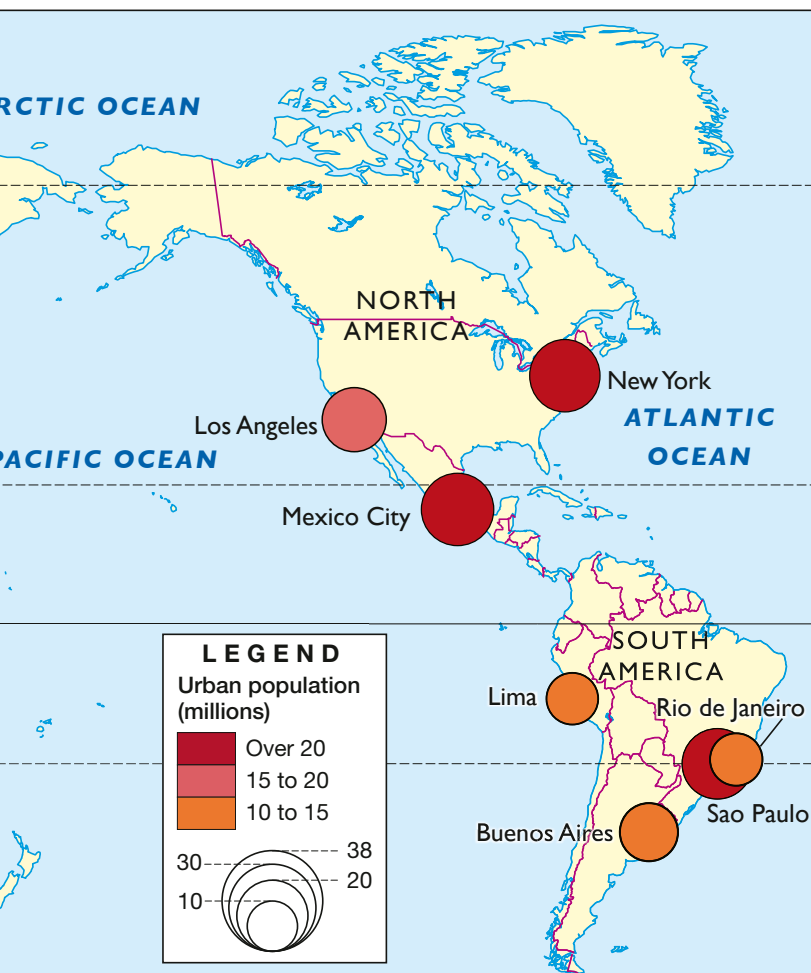 RCTIC OCEAN
NORTH
AMERICA
New York
Los Angeles
ATLANTIC
OCEAN
PACIFIC OCEAN
Mexico City
SOUTH
AMERICA
Lima
Rio de Janeiro
Sao Paulo
Buenos Aires
LEGEND
Urban population
(millions)
Over 20
15 to 20
10 to 15
38
30
20
10